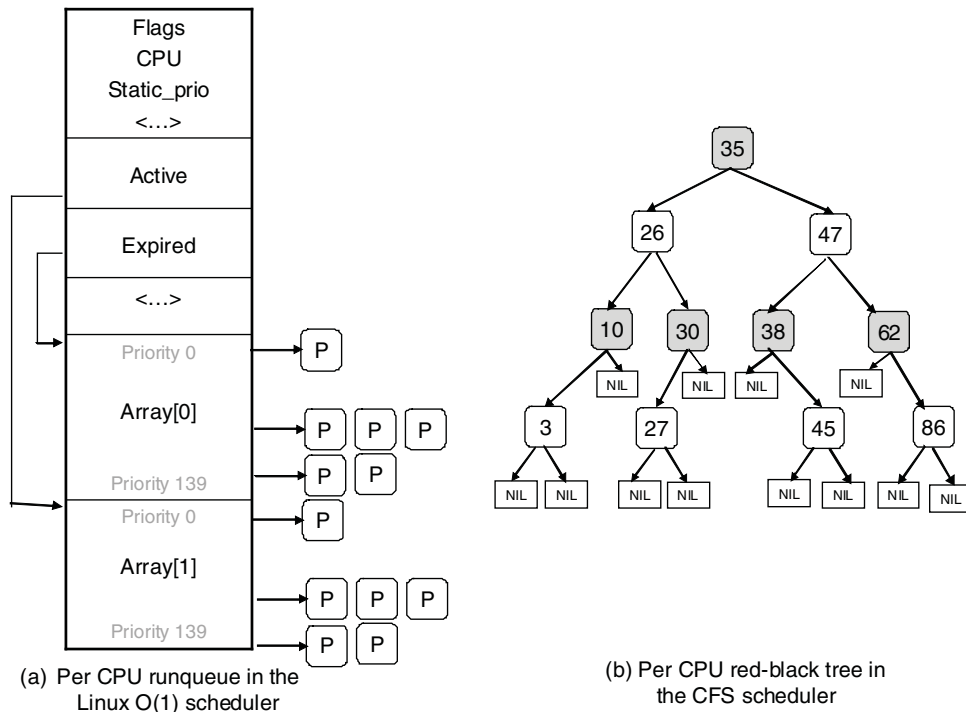 Flags
CPU
Static_prio
<...>
Active
Expired
<...>
Priority 0
P
Array[0]
P P P
Priority 139
P P
Priority 0
P
Array[1]
P P P
Priority 139
P P
(a) Per CPU runqueue in the
Linux O(1) scheduler
35
26 47
10 30 38 62
NIL NIL NIL NIL
3 27 45 86
NIL NIL NIL NIL NIL NIL NIL NIL
(b) Per CPU red-black tree in
the CFS scheduler